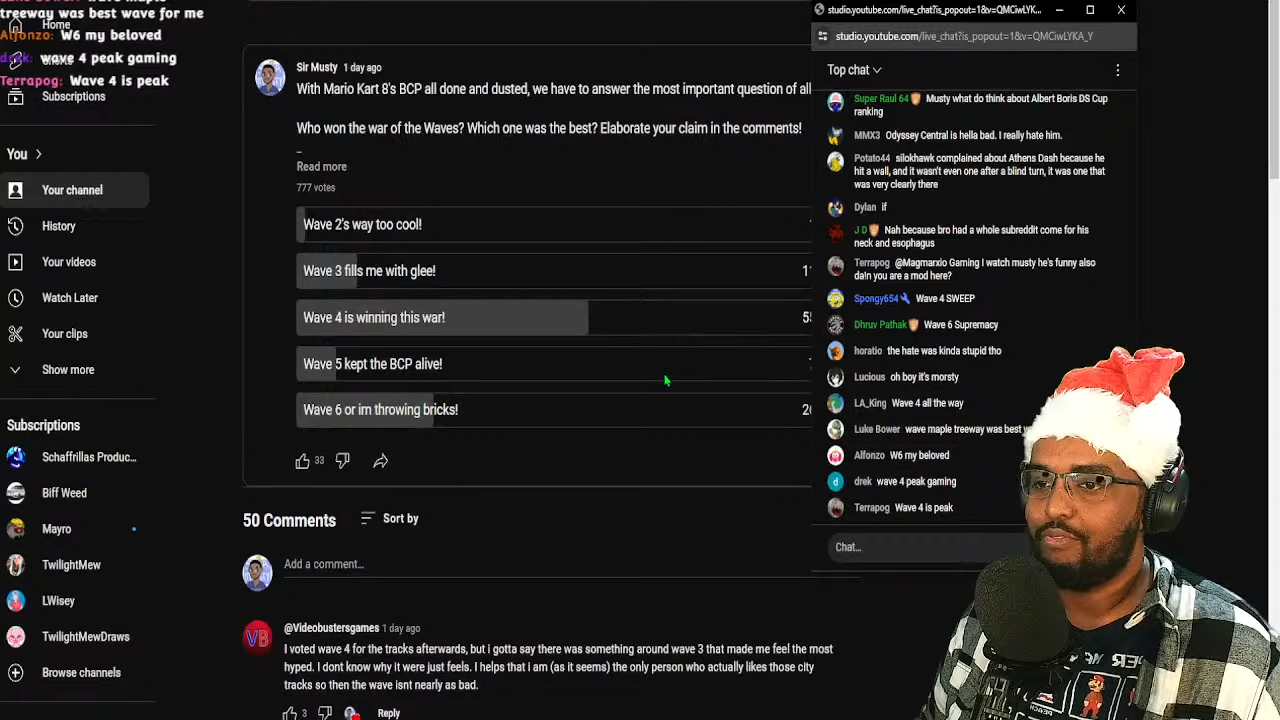 treeway was best wave for me
Alfonzo: W6 my beloved
drek: wave 4 peak gaming
Terrapog: Wave 4 is peak
Home
Subscriptions
You
Your channel
History
Your videos
Watch Later
Your clips
Show more
Subscriptions
Schaffrillas Produc...
Biff Weed
Mayro
TwilightMew
LWisey
TwilightMewDraws
Browse channels
Sir Musty 1 day ago
With Mario Kart 8's BCP all done and dusted, we have to answer the most important question of all
Who won the war of the Waves? Which one was the best? Elaborate your claim in the comments!
Read more
777 votes
Wave 2's way too cool!
Wave 3 fills me with glee!
Wave 4 is winning this war!
Wave 5 kept the BCP alive!
Wave 6 or im throwing bricks!
33
50 Comments
Sort by
Add a comment...
@Videobustersgames 1 day ago
I voted wave 4 for the tracks afterwards, but i gotta say there was something around wave 3 that made me feel the most
hyped. I dont know why it were just feels. I helps that i am (as it seems) the only person who actually likes those city
tracks so then the wave isnt nearly as bad.
3
Reply
studio.youtube.com/live_chat?is_popout=1&v=QMCiwLYK...
studio.youtube.com/live_chat?is_popout=1&v=QMCiwLYKA_Y
Top chat
Super Raul 64 Musty what do think about Albert Boris DS Cup
ranking
MMX3 Odyssey Central is hella bad. I really hate him.
Potato44 silokhawk complained about Athens Dash because he
hit a wall, and it wasn't even one after a blind turn, it was one that
was very clearly there
Dylan if
J D Nah because bro had a whole subreddit come for his
neck and esophagus
Terrapog @Magmarxio Gaming I watch musty he's funny also
da!n you are a mod here?
Spongy654 Wave 4 SWEEP
Dhruv Pathak Wave 6 Supremacy
horatio the hate was kinda stupid tho
Lucious oh boy it's morsty
LA_King Wave 4 all the way
Luke Bower wave maple treeway was best
Alfonzo W6 my beloved
drek wave 4 peak gaming
Terrapog Wave 4 is peak
Chat...